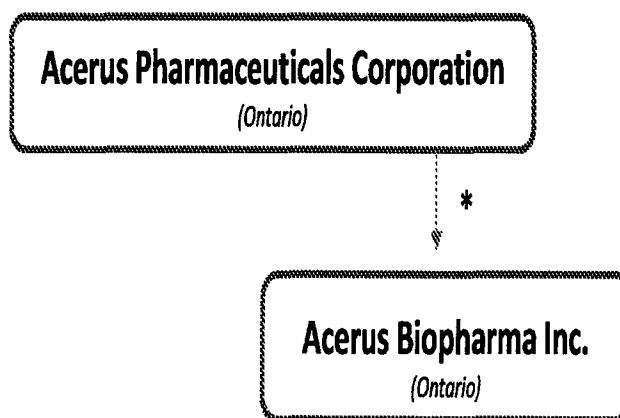 Acerus Pharmaceuticals Corporation
(Ontario)
*
Acerus Biopharma Inc.
(Ontario)